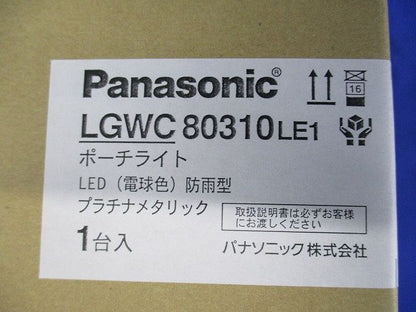 Panasonic®
16
LGWC 80310 LE1
ポーチライト
LED（電球色）防雨型
プラチナメタリック
取扱説明書は必ずお客様
にお渡しください
1台入
パナソニック株式会社